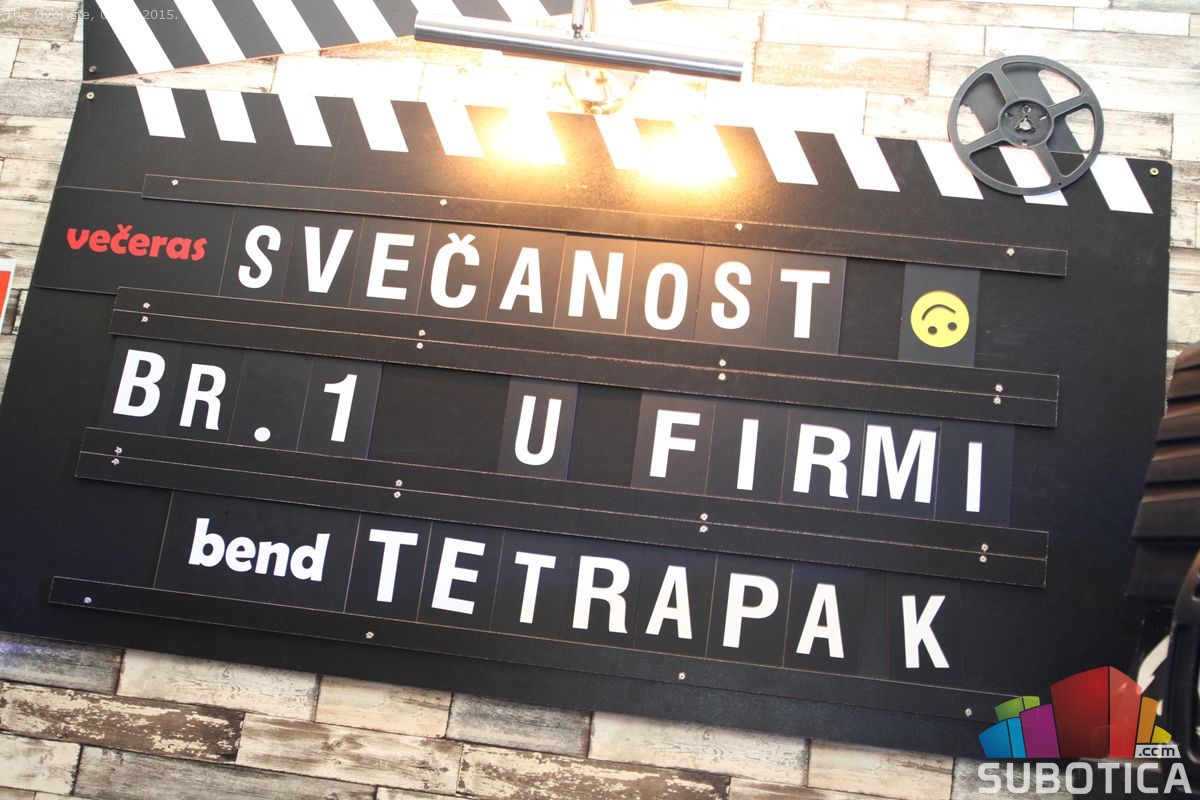 večeras SVEČANOST
BR.1 U FIRMI
bend TETRAPAK
SUBOTICA.com